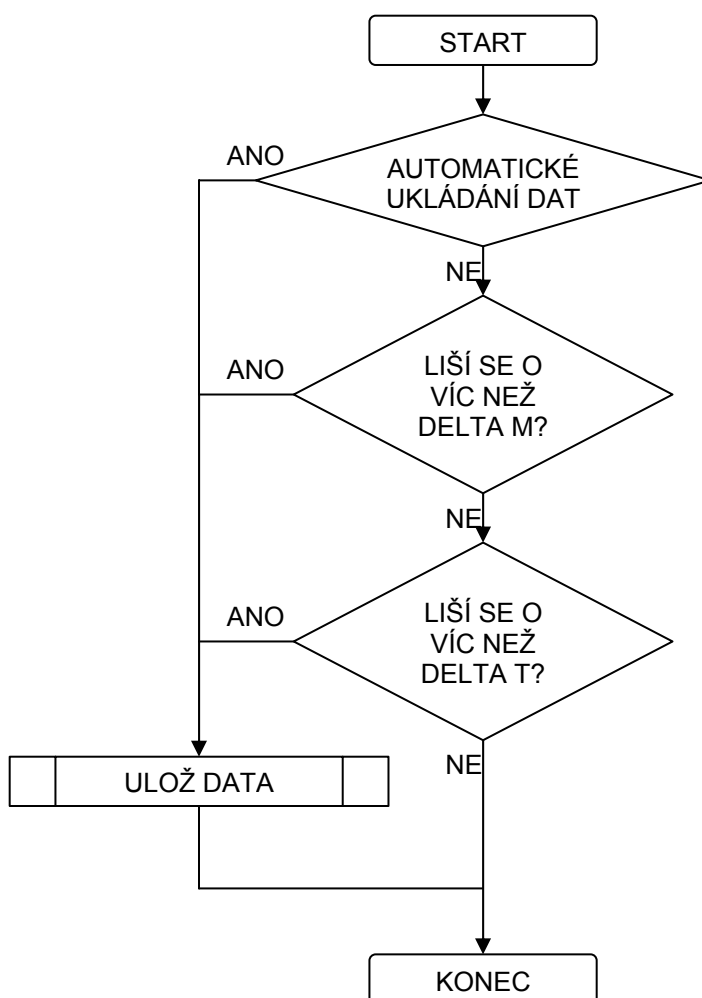 START
ANO
AUTOMATICKÉ
UKLÁDÁNÍ DAT
NE
ANO
LIŠÍ SE O
VÍC NEŽ
DELTA M?
NE
ANO
LIŠÍ SE O
VÍC NEŽ
DELTA T?
NE
ULOŽ DATA
KONEC